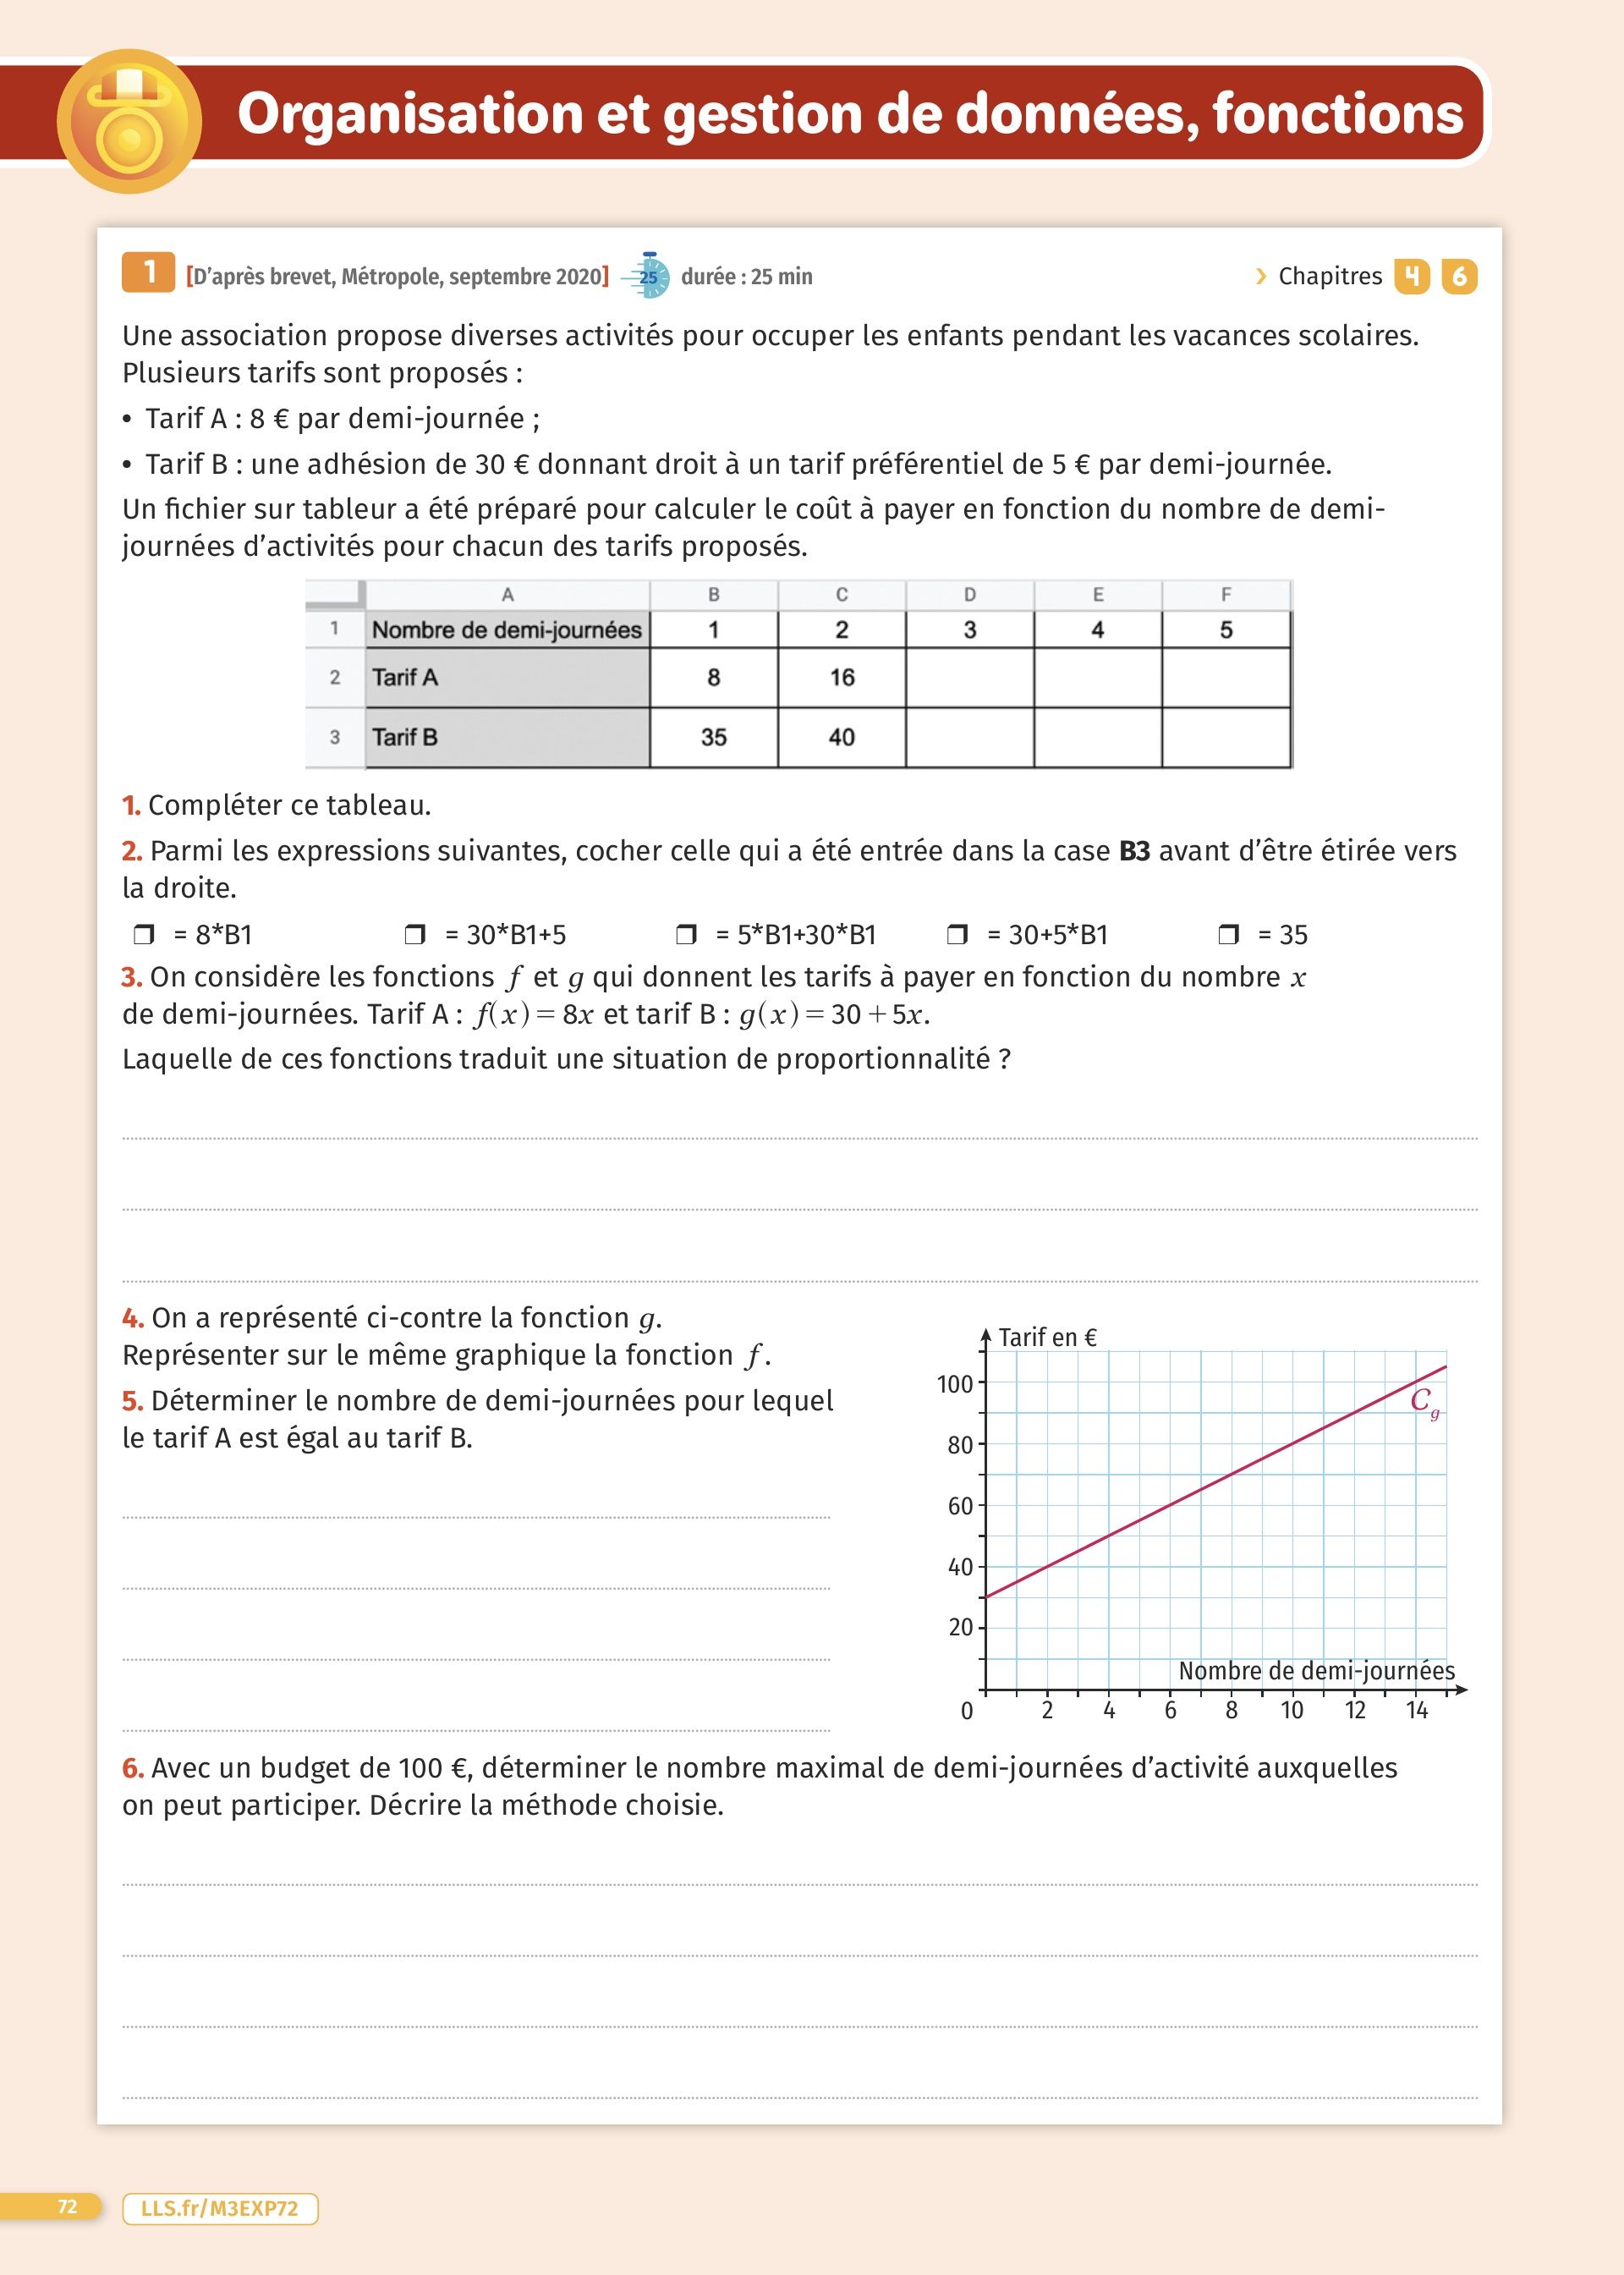 Organisation et gestion de données, fonctions
1 [D’après brevet, Métropole, septembre 2020] 25 durée : 25 min › Chapitres 4 6
Une association propose diverses activités pour occuper les enfants pendant les vacances scolaires.
Plusieurs tarifs sont proposés :
• Tarif A : 8 € par demi-journée ;
• Tarif B : une adhésion de 30 € donnant droit à un tarif préférentiel de 5 € par demi-journée.
Un fichier sur tableur a été préparé pour calculer le coût à payer en fonction du nombre de demi-
journées d’activités pour chacun des tarifs proposés.
A B C D E F
1 Nombre de demi-journées 1 2 3 4 5
2 Tarif A 8 16
3 Tarif B 35 40
1. Compléter ce tableau.
2. Parmi les expressions suivantes, cocher celle qui a été entrée dans la case B3 avant d’être étirée vers
la droite.
❒ = 8*B1 ❒ = 30*B1+5 ❒ = 5*B1+30*B1 ❒ = 30+5*B1 ❒ = 35
3. On considère les fonctions f et g qui donnent les tarifs à payer en fonction du nombre x
de demi-journées. Tarif A : f(x) = 8x et tarif B : g(x) = 30 + 5x.
Laquelle de ces fonctions traduit une situation de proportionnalité ?
4. On a représenté ci-contre la fonction g.
Représenter sur le même graphique la fonction f.
5. Déterminer le nombre de demi-journées pour lequel
le tarif A est égal au tarif B.
Tarif en €
100
80
60
40
20
0 2 4 6 8 10 12 14
Nombre de demi-journées
Cg
6. Avec un budget de 100 €, déterminer le nombre maximal de demi-journées d’activité auxquelles
on peut participer. Décrire la méthode choisie.
72 LLS.fr/M3EXP72